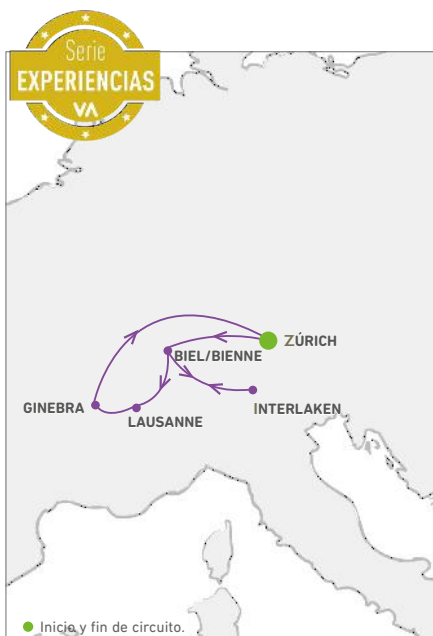 Serie
EXPERIENCIAS
VA
ZÚRICH
BIEL/BIENNE
GINEBRA
INTERLAKEN
LAUSANNE
Inicio y fin de circuito.